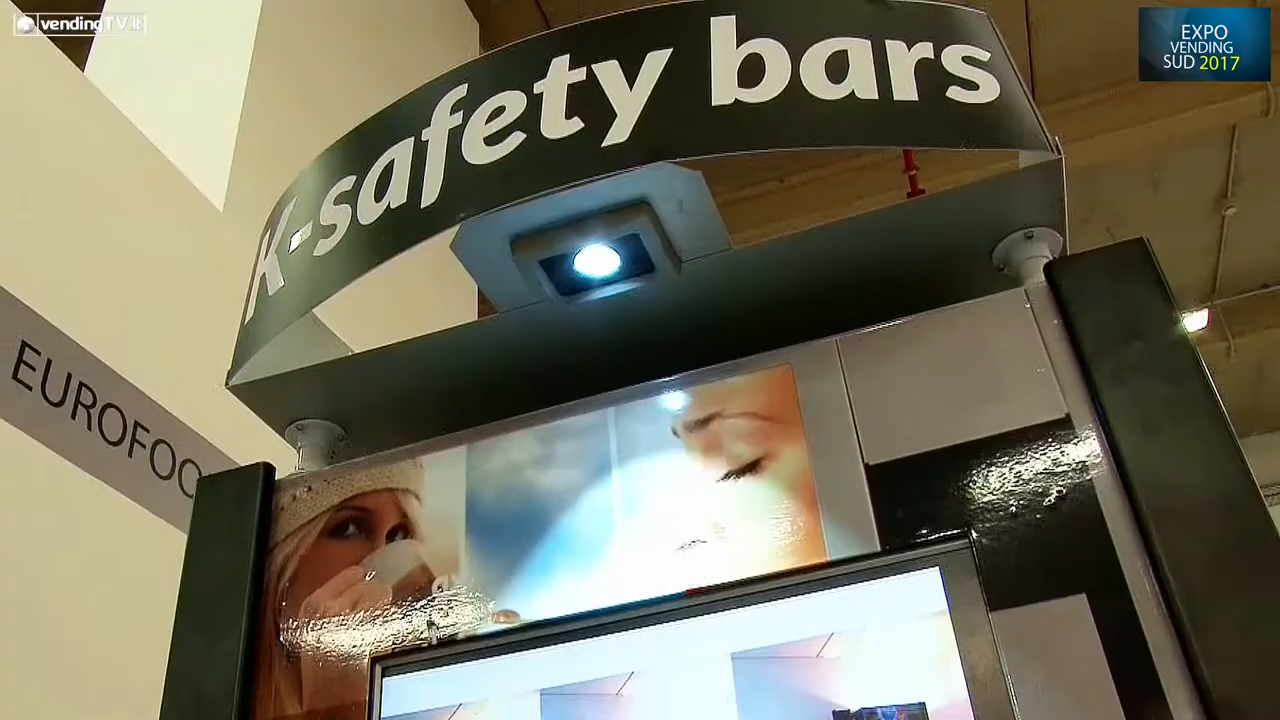 vendingTV.it
EXPO
VENDING
SUD 2017
K-safety bars
EUROFOO